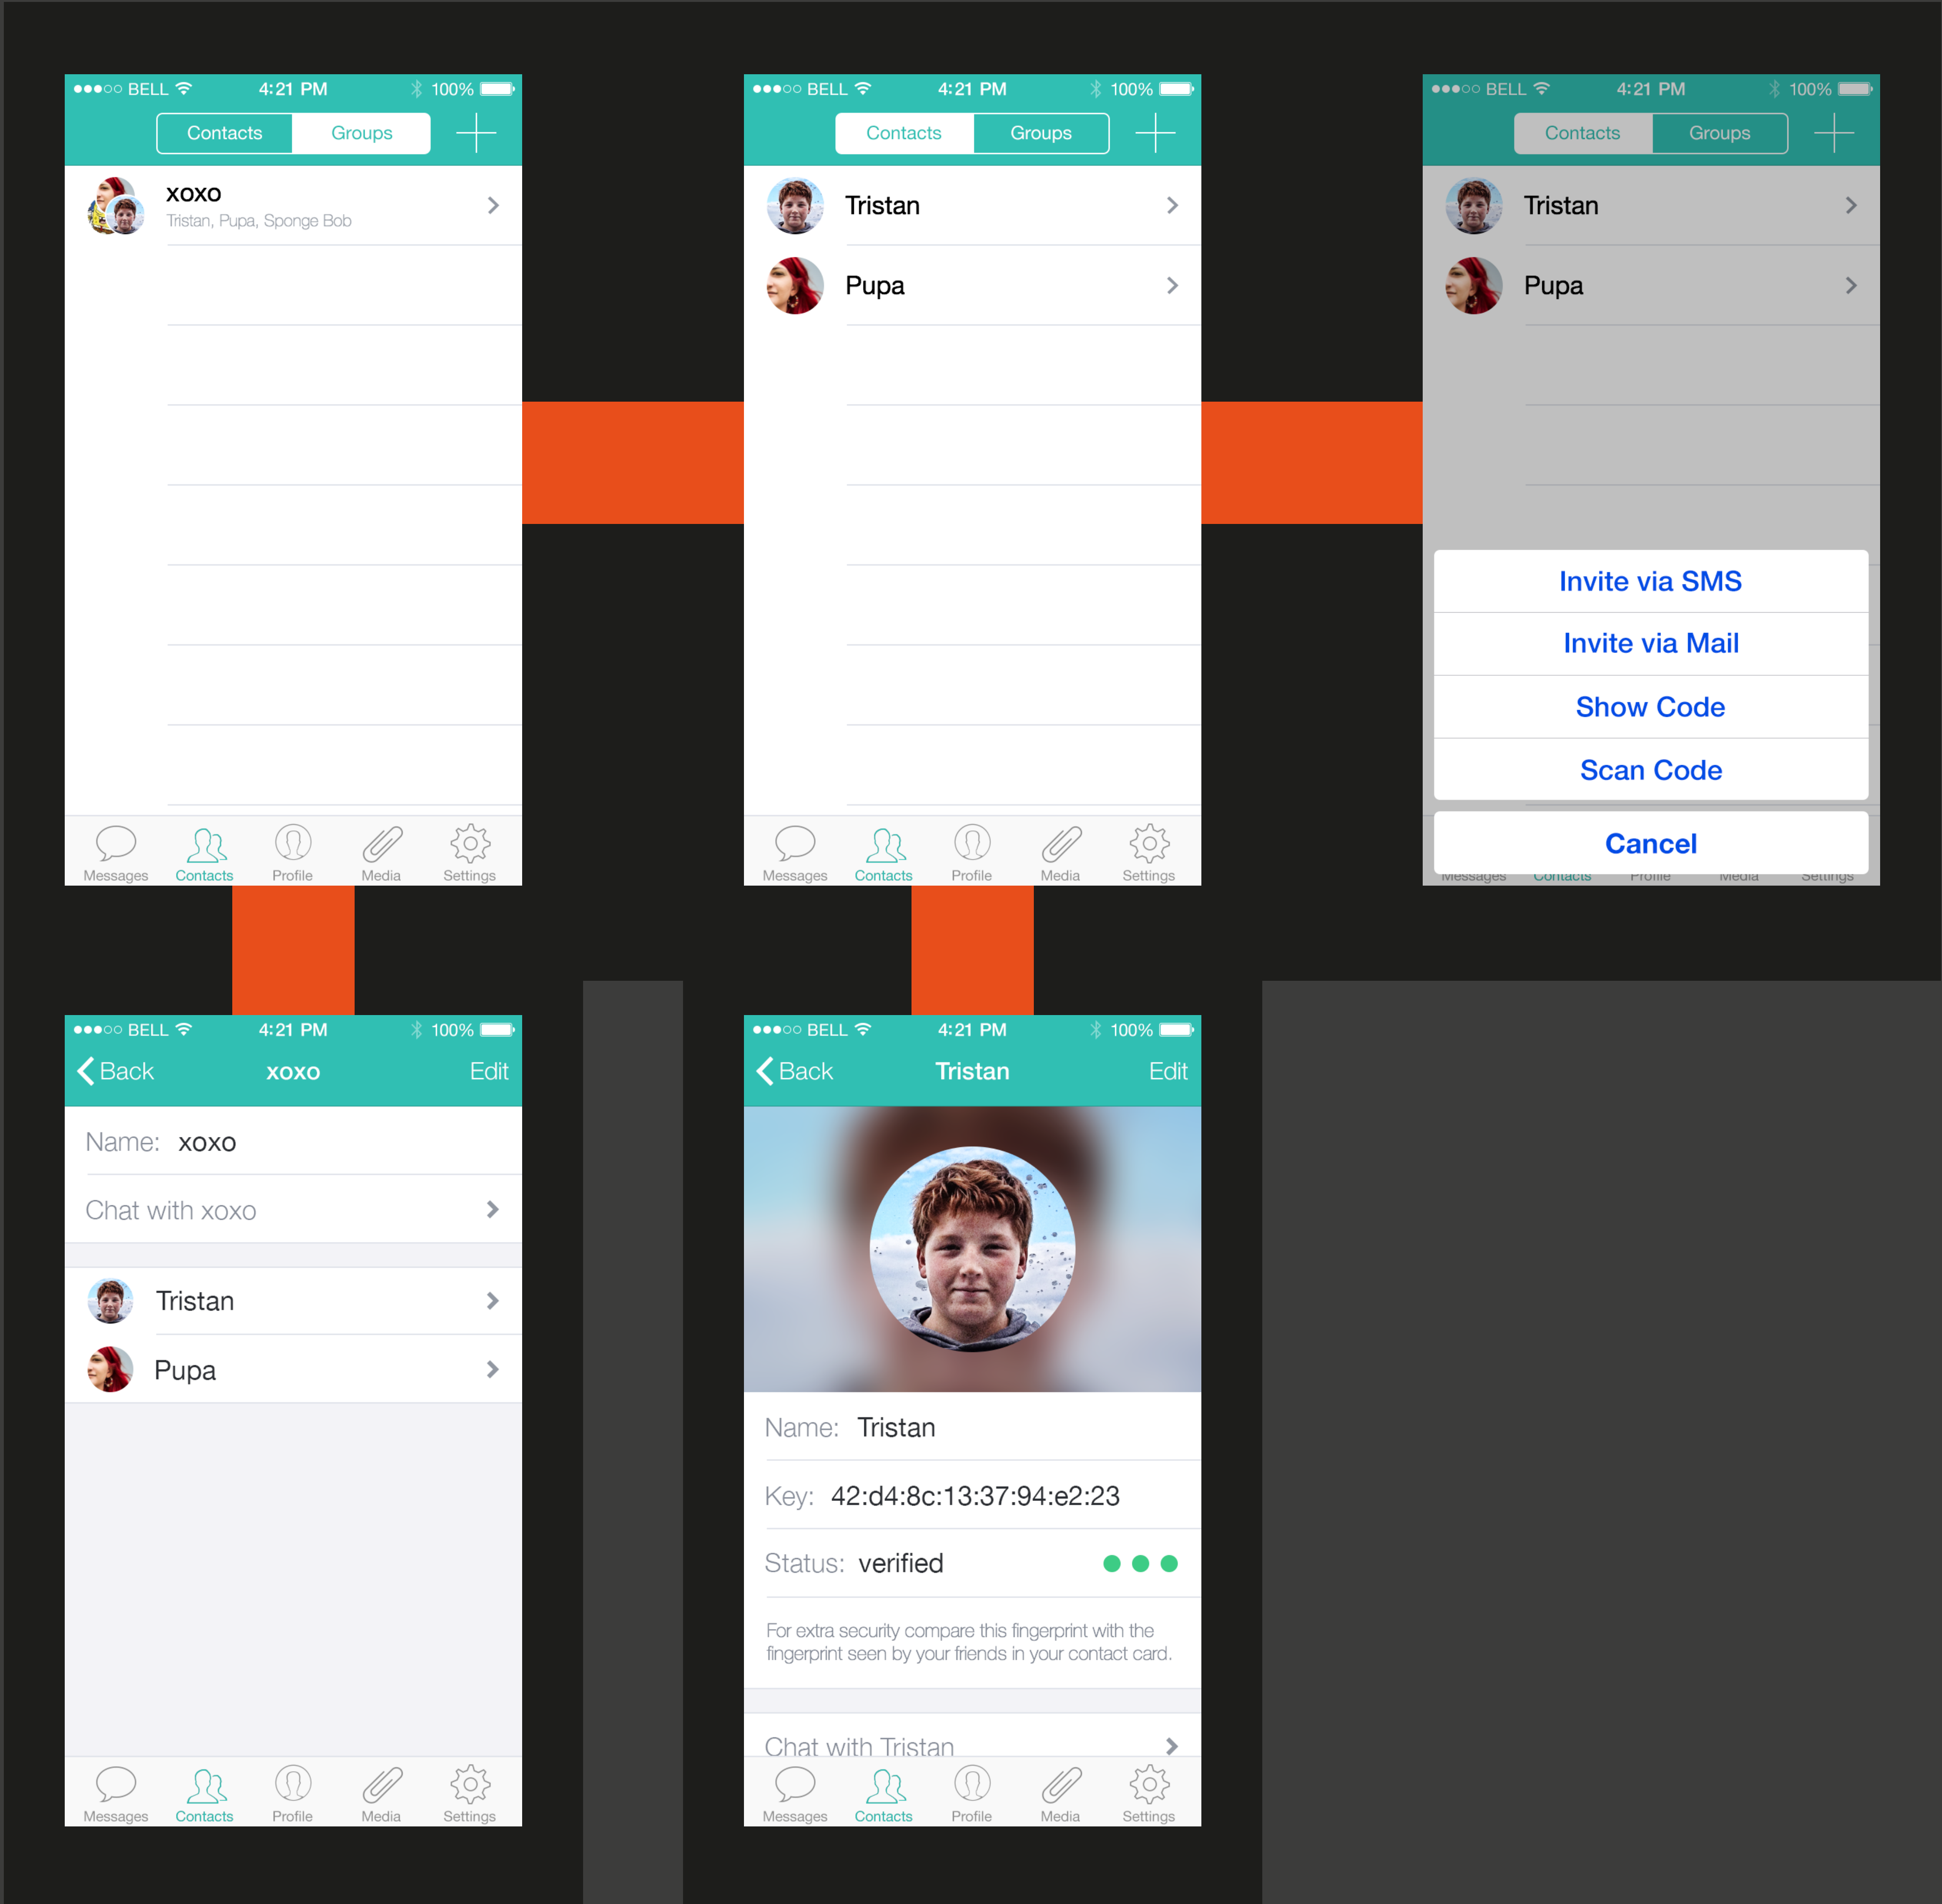 BELL 4:21 PM 100%
Contacts Groups
xoxo
Tristan, Pupa, Sponge Bob
Messages Contacts Profile Media Settings
BELL 4:21 PM 100%
Contacts Groups
Tristan
Pupa
Messages Contacts Profile Media Settings
BELL 4:21 PM 100%
Contacts Groups
Tristan
Pupa
Invite via SMS
Invite via Mail
Show Code
Scan Code
Cancel
Messages Contacts Profile Media Settings
BELL 4:21 PM 100%
Back xoxo Edit
Name: xoxo
Chat with xoxo
Tristan
Pupa
Messages Contacts Profile Media Settings
BELL 4:21 PM 100%
Back Tristan Edit
Name: Tristan
Key: 42:d4:8c:13:37:94:e2:23
Status: verified
For extra security compare this fingerprint with the
fingerprint seen by your friends in your contact card.
Chat with Tristan
Messages Contacts Profile Media Settings